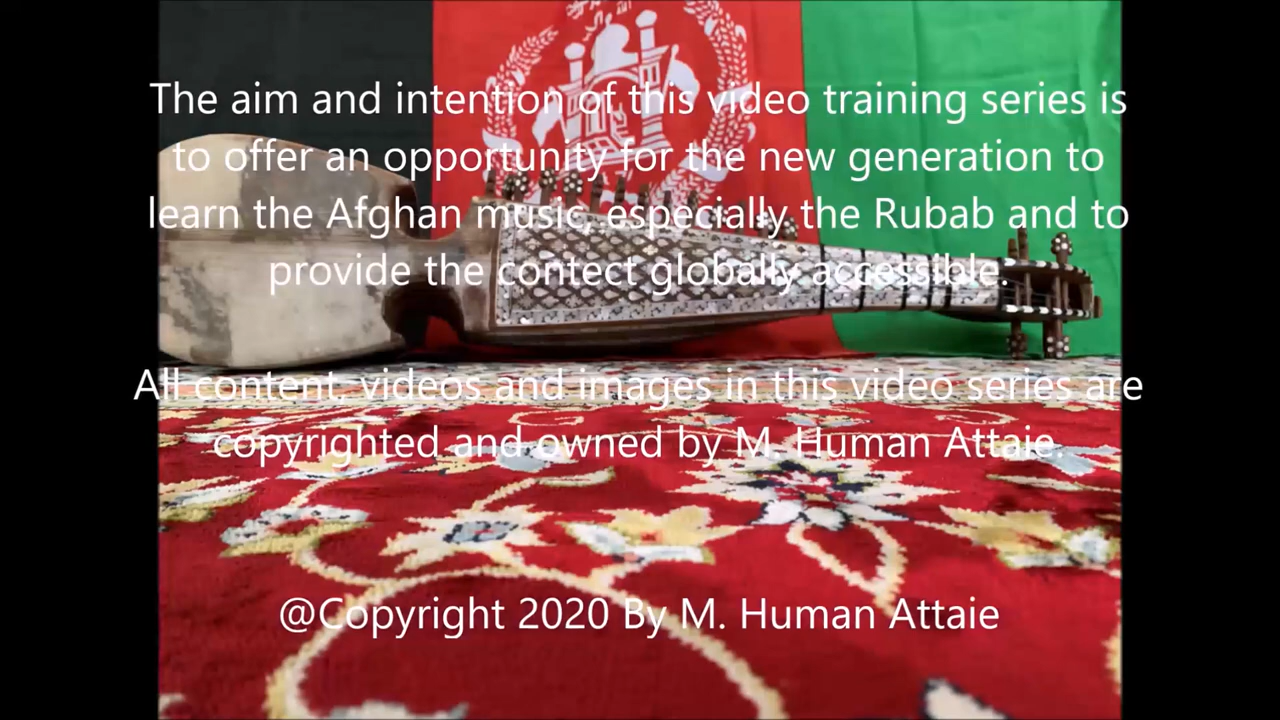 The aim and intention of this video training series is
to offer an opportunity for the new generation to
learn the Afghan music, especially the Rubab and to
provide the contect globally accessible.
All content, videos and images in this video series are
copyrighted and owned by M. Human Attaie.
@Copyright 2020 By M. Human Attaie